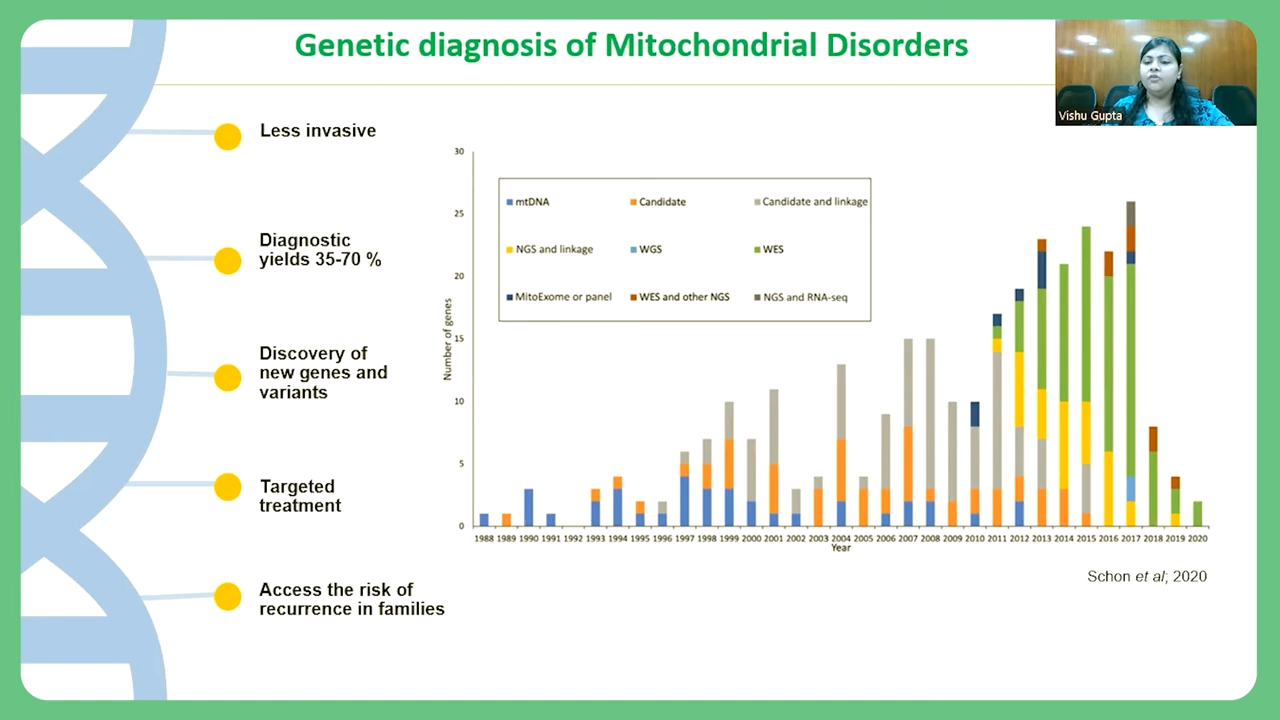 Genetic diagnosis of Mitochondrial Disorders
Vishu Gupta
Less invasive
Diagnostic
yields 35-70 %
Discovery of
new genes and
variants
Targeted
treatment
Access the risk of
recurrence in families
30
25
20
15
10
5
0
Number of genes
mtDNA Candidate Candidate and linkage
NGS and linkage WGS WES
MitoExome or panel WES and other NGS NGS and RNA-seq
1988 1989 1990 1991 1992 1993 1994 1995 1996 1997 1998 1999 2000 2001 2002 2003 2004 2005 2006 2007 2008 2009 2010 2011 2012 2013 2014 2015 2016 2017 2018 2019 2020
Year
Schon et al; 2020